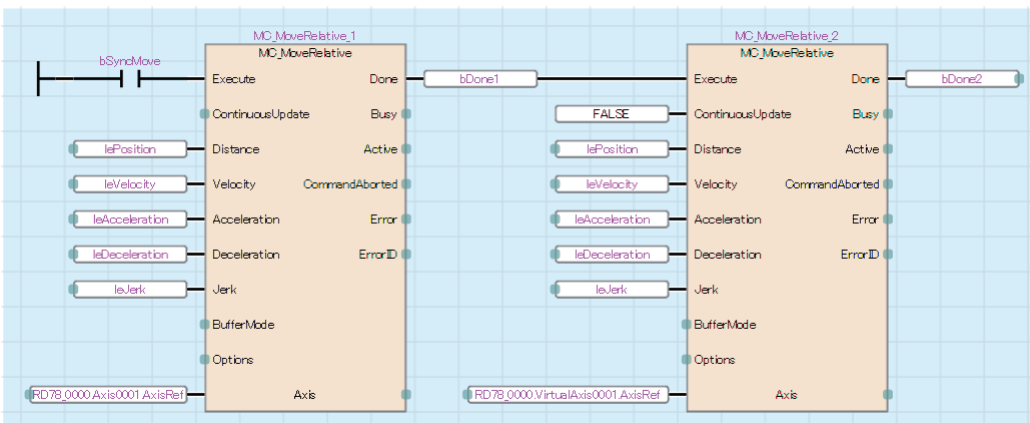 MC_MoveRelative_1
MC_MoveRelative
bSyncMove
Execute Done bDone1
ContinuousUpdate Busy
lePosition Distance Active
leVelocity Velocity CommandAborted
leAcceleration Acceleration Error
leDeceleration Deceleration ErrorID
leJerk Jerk
BufferMode
Options
RD78_0000.Axis0001.AxisRef Axis
MC_MoveRelative_2
MC_MoveRelative
Execute Done bDone2
FALSE ContinuousUpdate Busy
lePosition Distance Active
leVelocity Velocity CommandAborted
leAcceleration Acceleration Error
leDeceleration Deceleration ErrorID
leJerk Jerk
BufferMode
Options
RD78_0000.VirtualAxis0001.AxisRef Axis